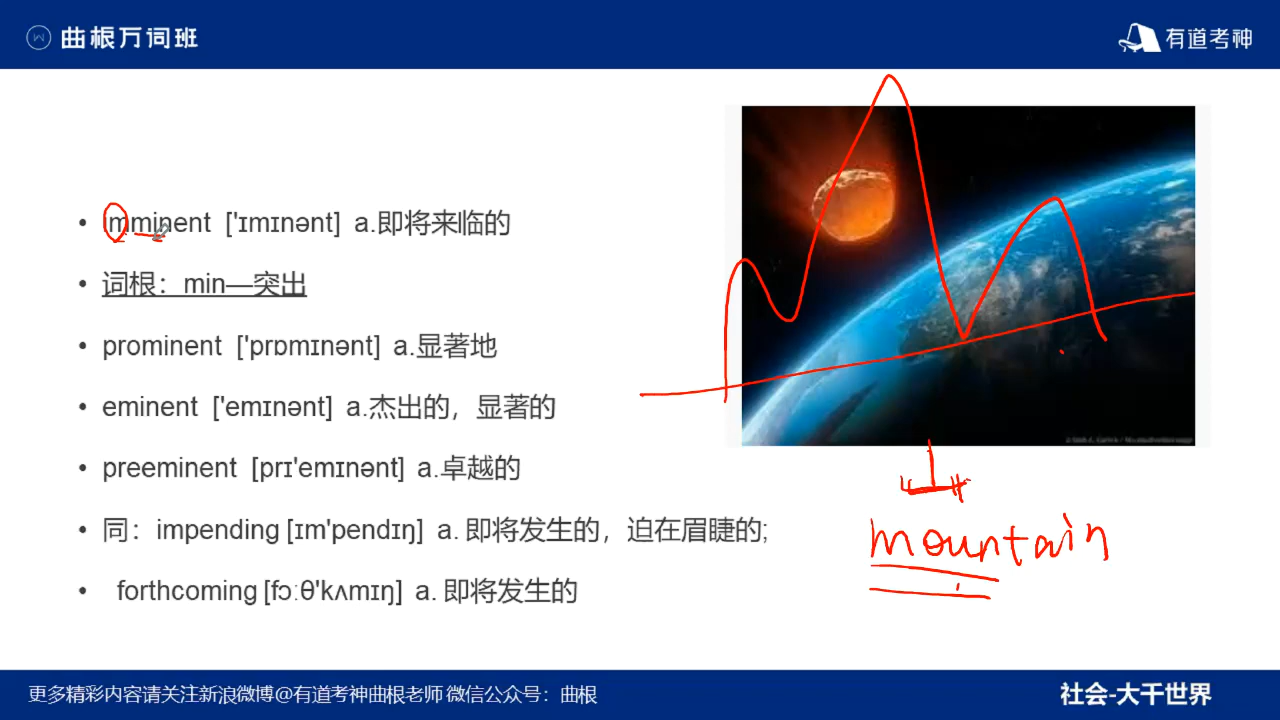 曲根万词班
有道考神
• imminent ['ɪmɪnənt] a.即将来临的
• 词根：min—突出
• prominent ['prɒmɪnənt] a.显著地
• eminent ['emɪnənt] a.杰出的，显著的
• preeminent [prɪ'emɪnənt] a.卓越的
• 同：impending [ɪm'pendɪŋ] a. 即将发生的，迫在眉睫的;
• forthcoming [fɔːθ'kʌmɪŋ] a. 即将发生的
mountain
更多精彩内容请关注新浪微博@有道考神曲根老师 微信公众号：曲根
社会-大千世界